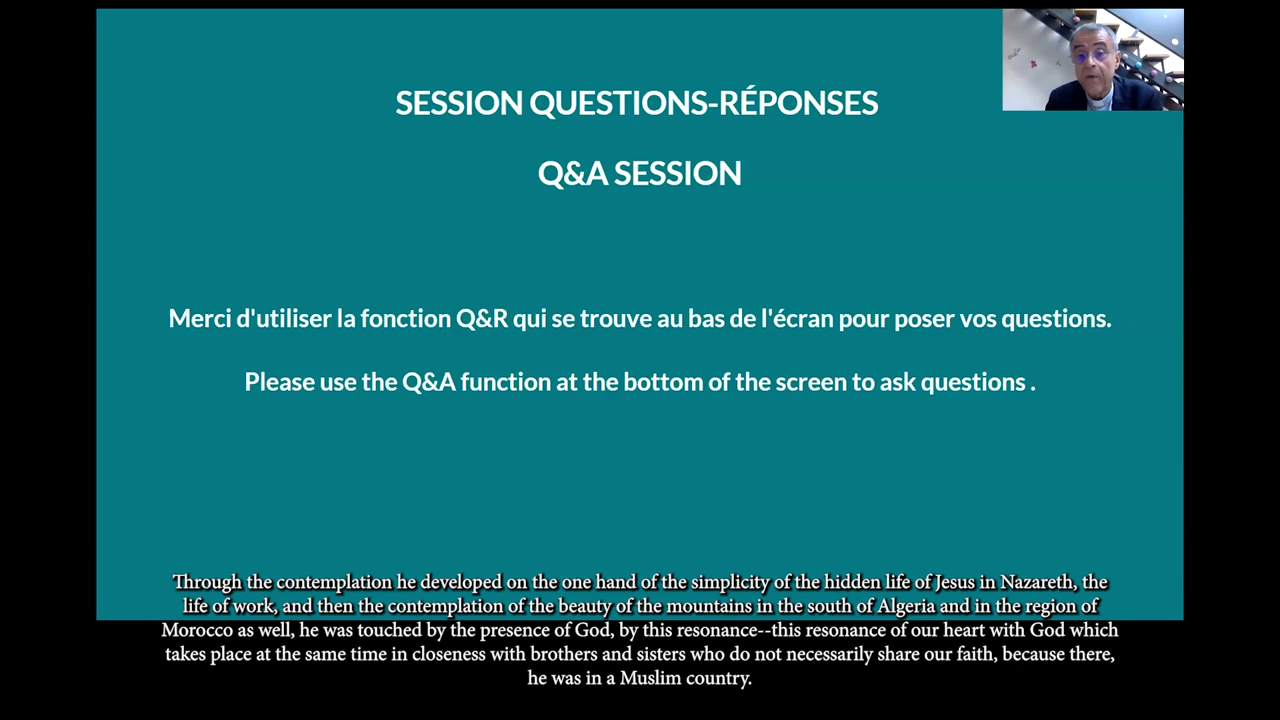 SESSION QUESTIONS-RÉPONSES
Q&A SESSION
Merci d'utiliser la fonction Q&R qui se trouve au bas de l'écran pour poser vos questions.
Please use the Q&A function at the bottom of the screen to ask questions .
Through the contemplation he developed on the one hand of the simplicity of the hidden life of Jesus in Nazareth, the
life of work, and then the contemplation of the beauty of the mountains in the south of Algeria and in the region of
Morocco as well, he was touched by the presence of God, by this resonance--this resonance of our heart with God which
takes place at the same time in closeness with brothers and sisters who do not necessarily share our faith, because there,
he was in a Muslim country.